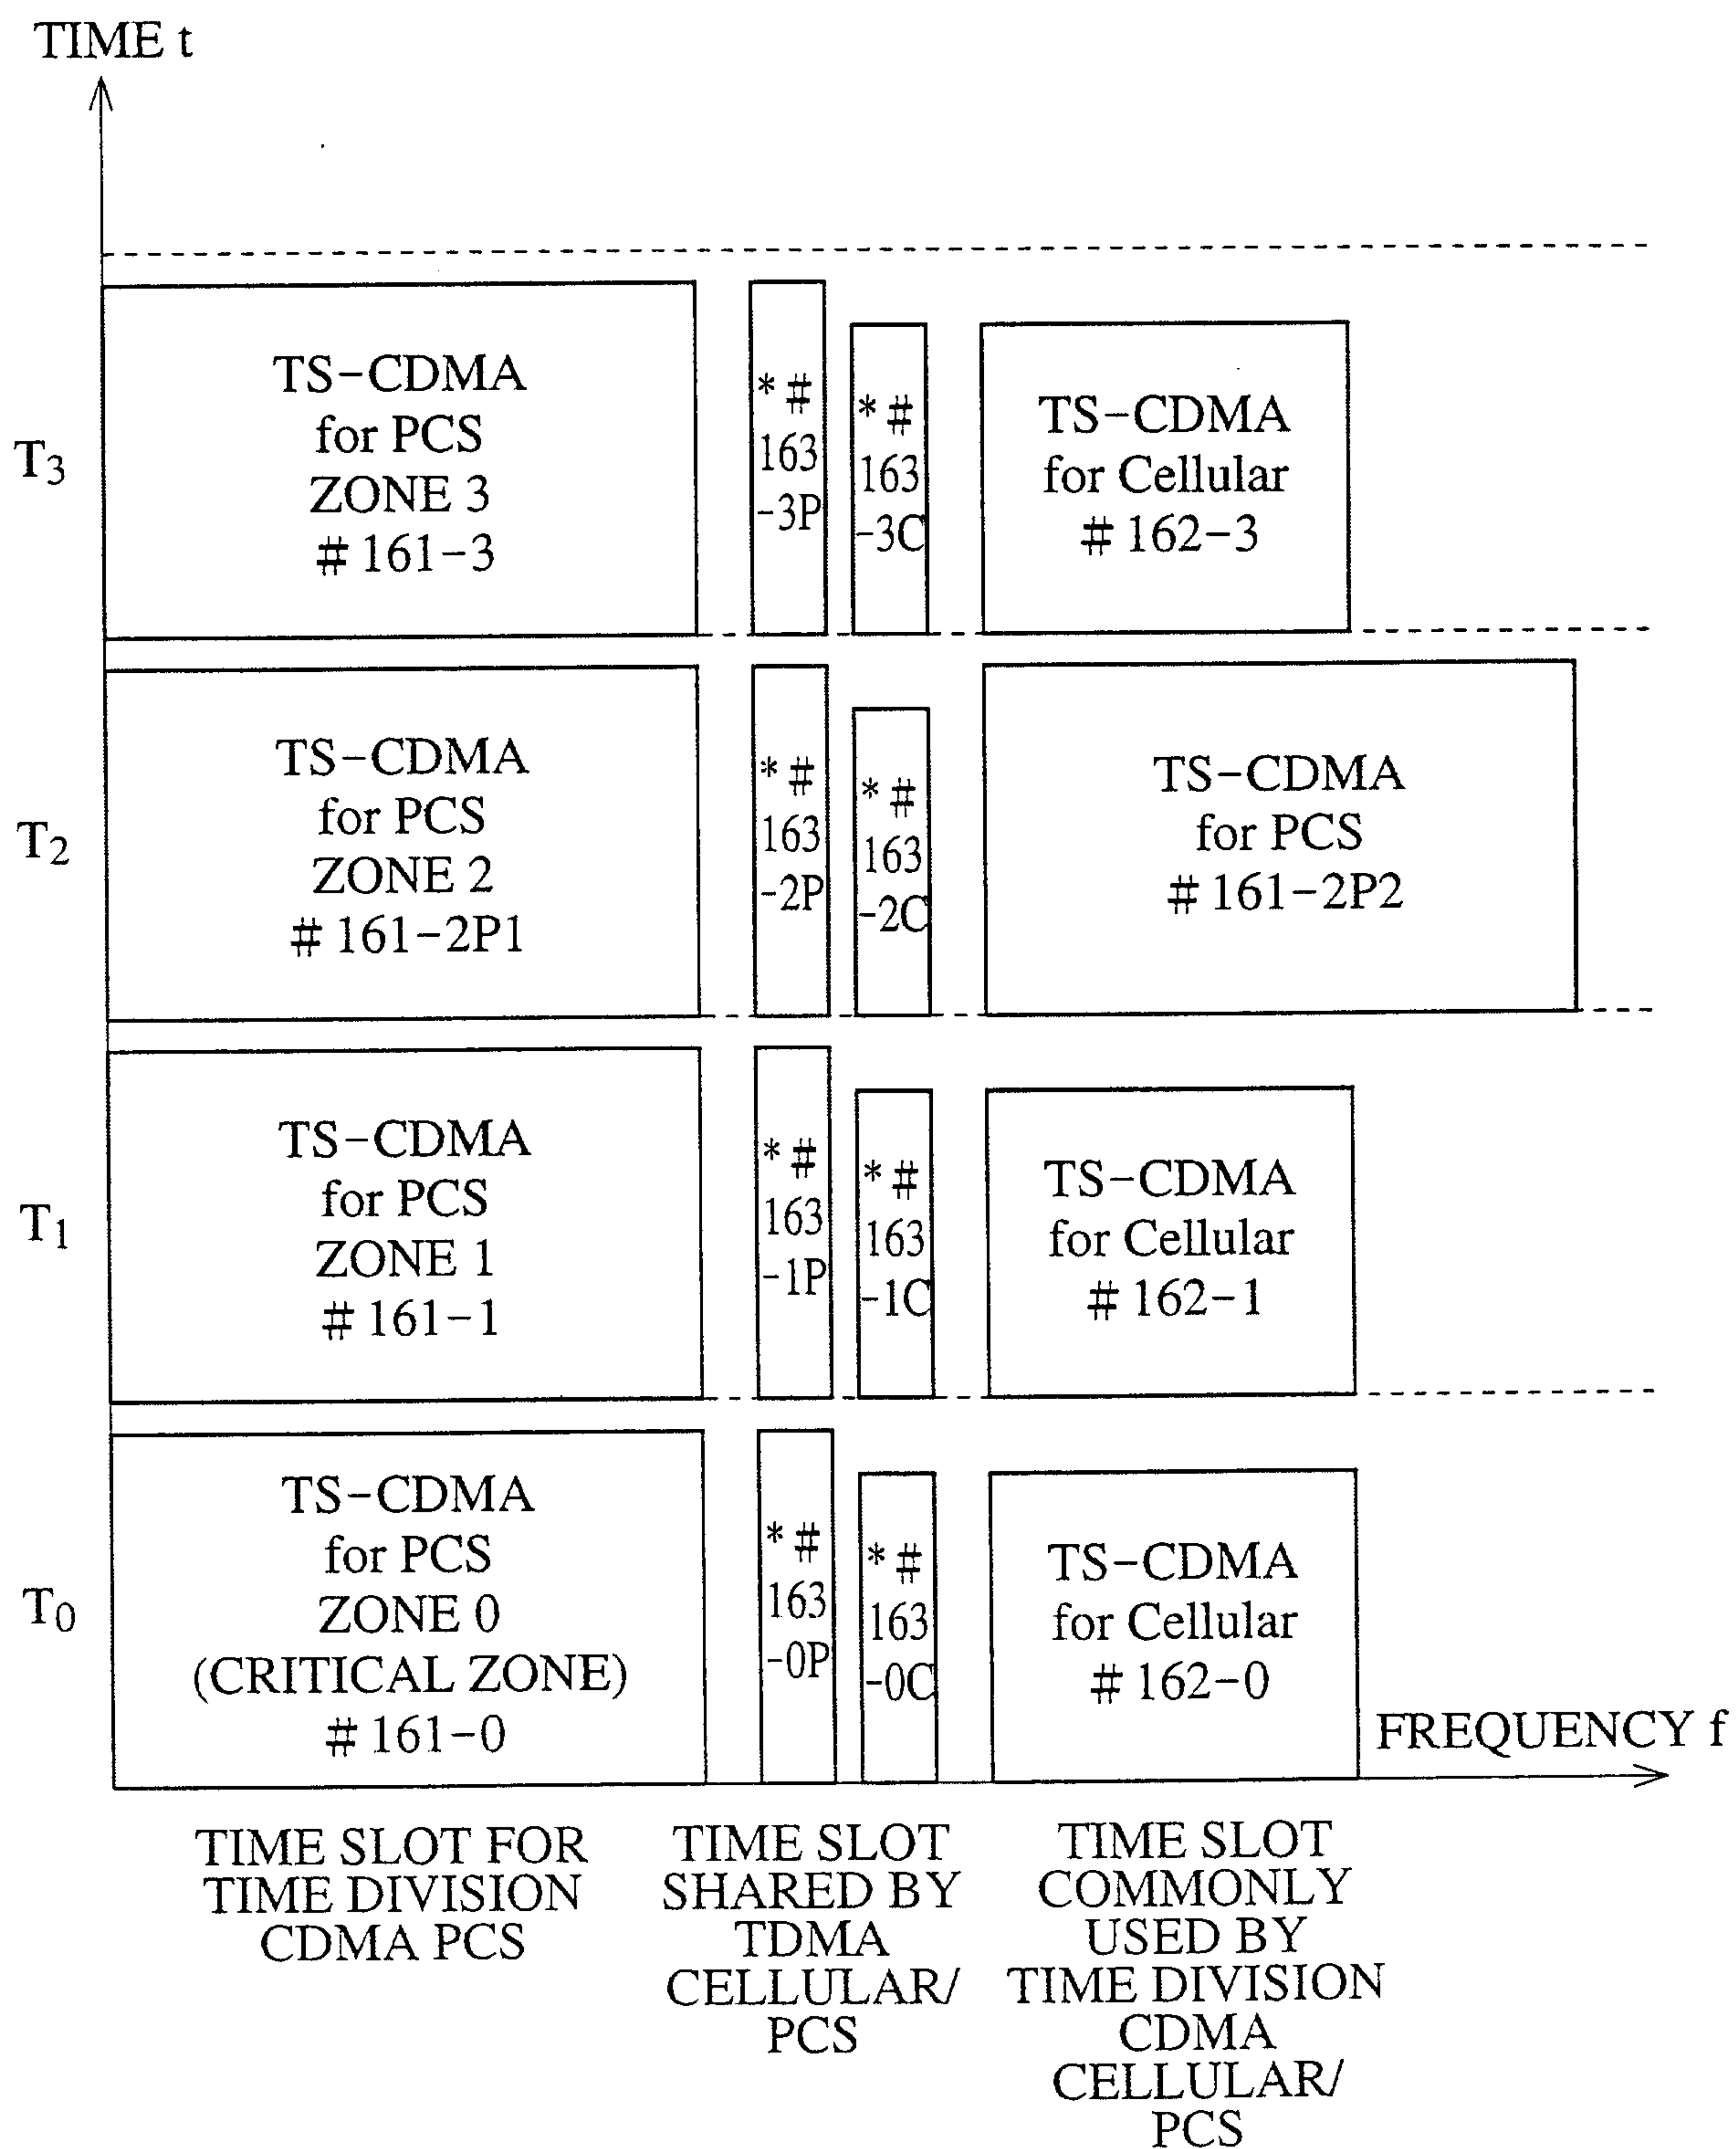 TIME t
T3
TS-CDMA
for PCS
ZONE 3
# 161-3
* #
163
-3P
* #
163
-3C
TS-CDMA
for Cellular
# 162-3
T2
TS-CDMA
for PCS
ZONE 2
# 161-2P1
* #
163
-2P
* #
163
-2C
TS-CDMA
for PCS
# 161-2P2
T1
TS-CDMA
for PCS
ZONE 1
# 161-1
* #
163
-1P
* #
163
-1C
TS-CDMA
for Cellular
# 162-1
T0
TS-CDMA
for PCS
ZONE 0
(CRITICAL ZONE)
# 161-0
* #
163
-0P
* #
163
-0C
TS-CDMA
for Cellular
# 162-0
FREQUENCY f
TIME SLOT FOR
TIME DIVISION
CDMA PCS
TIME SLOT
SHARED BY
TDMA
CELLULAR/
PCS
TIME SLOT
COMMONLY
USED BY
TIME DIVISION
CDMA
CELLULAR/
PCS